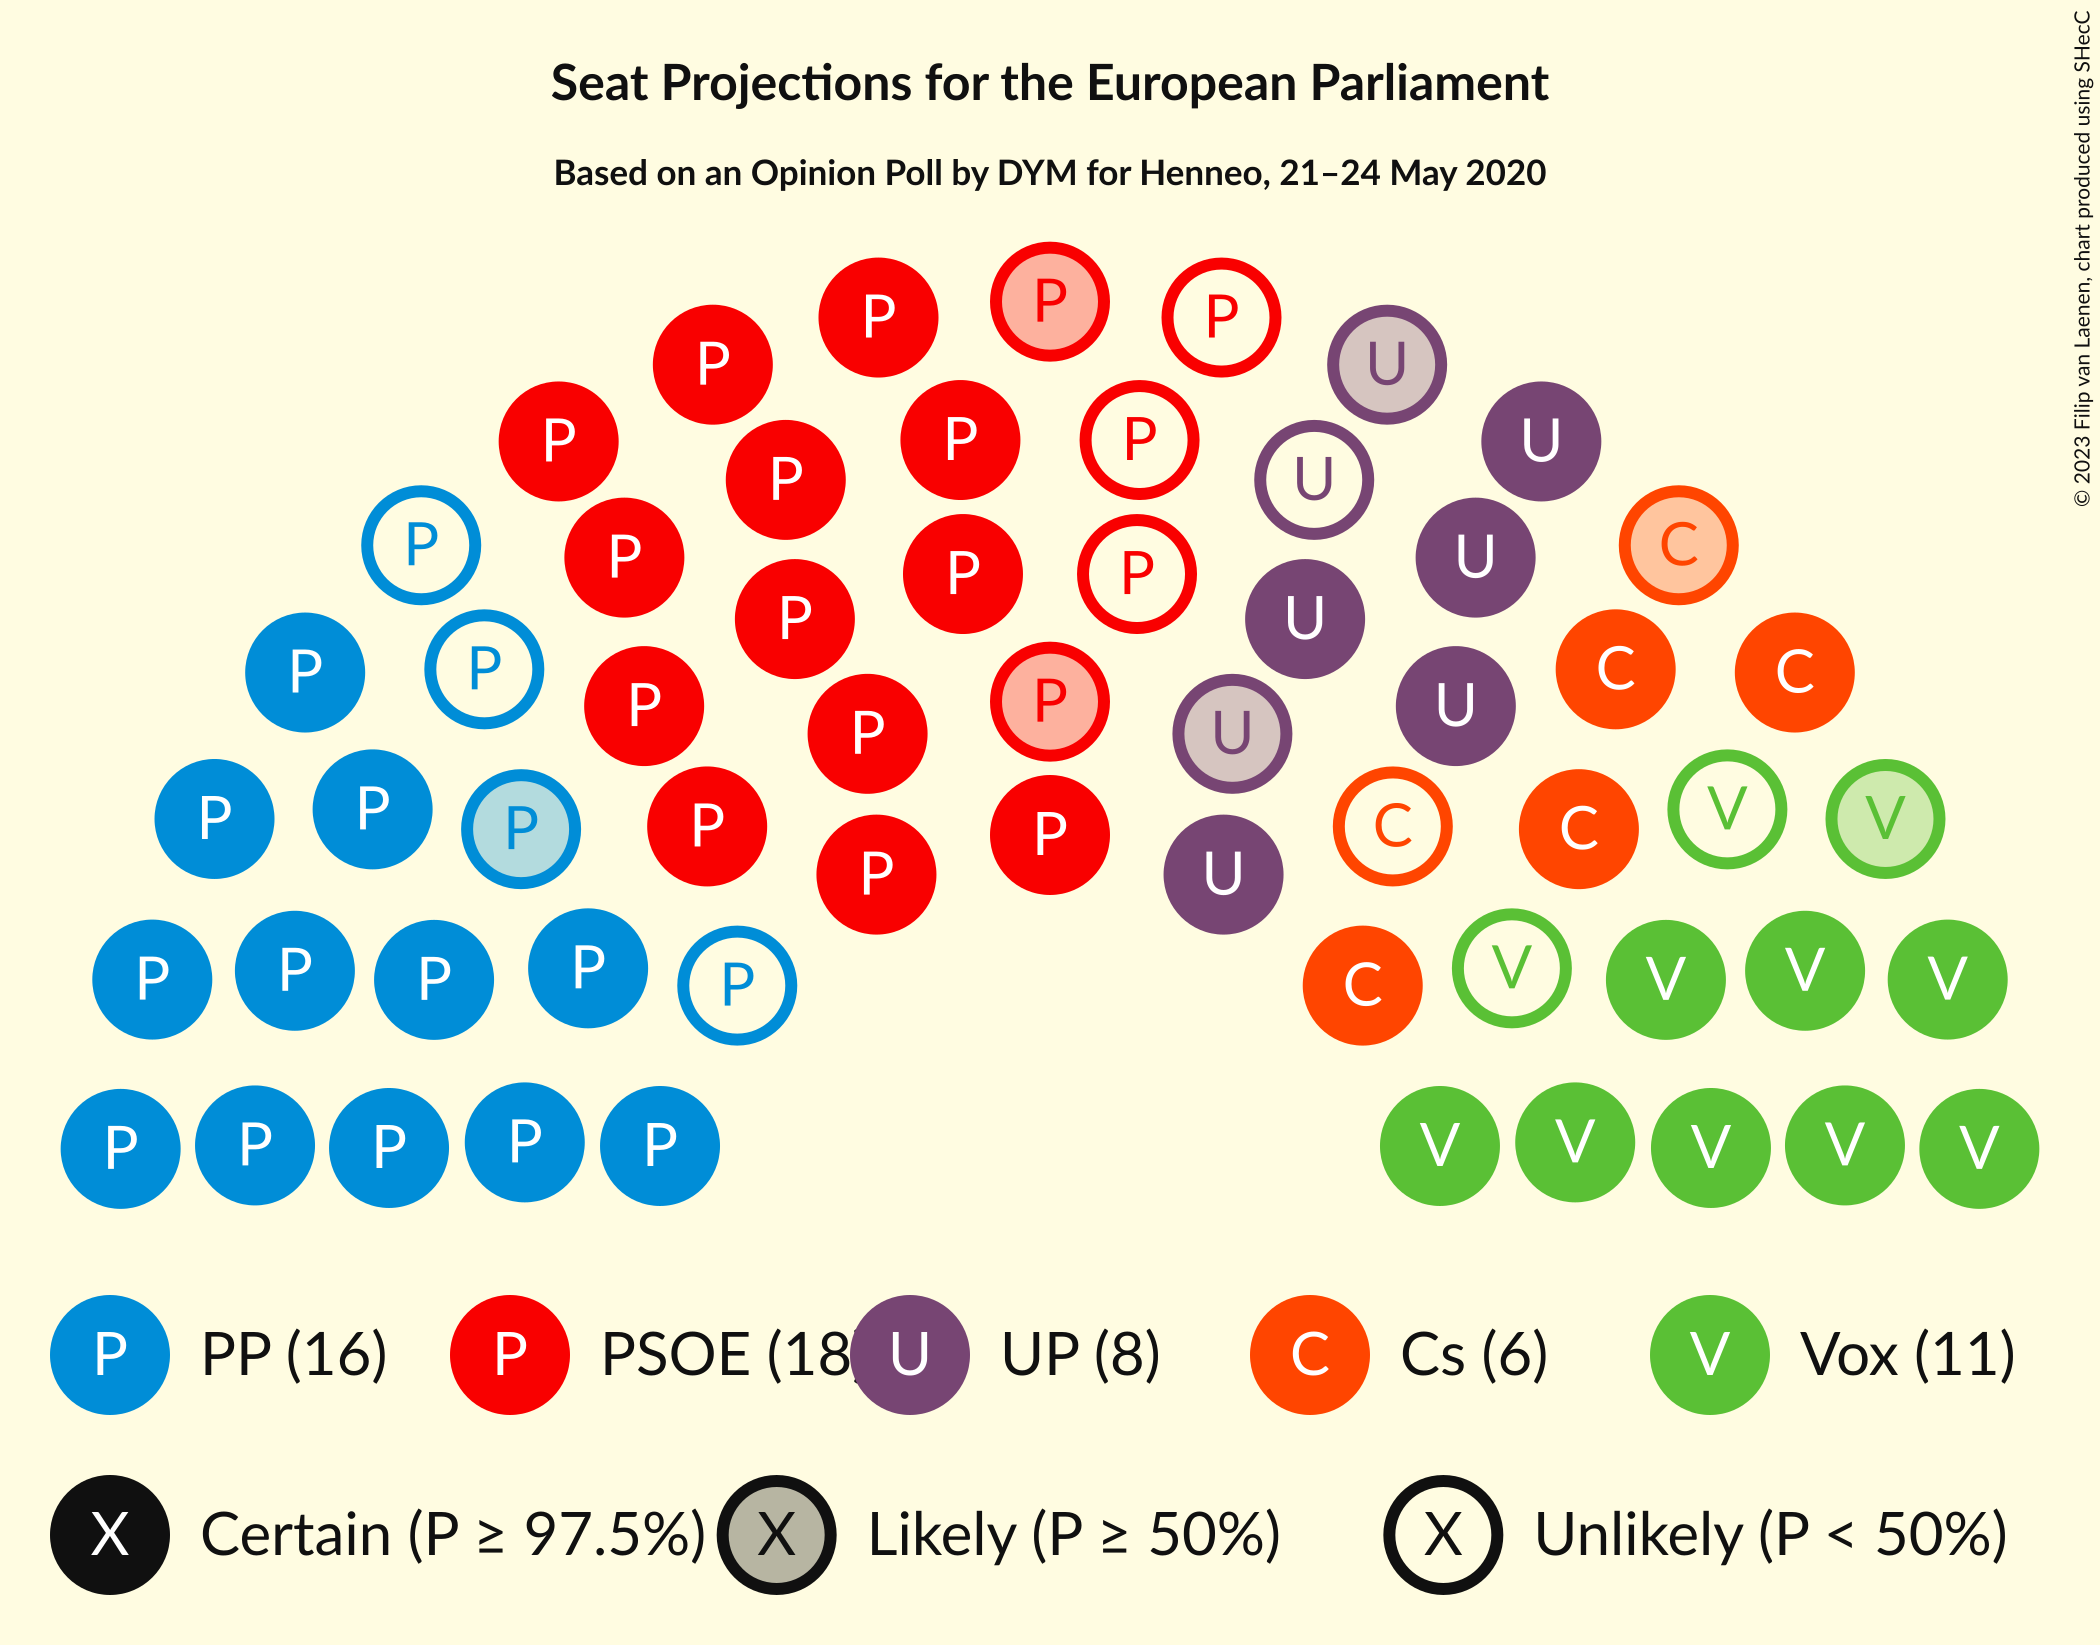 Seat Projections for the European Parliament
Based on an Opinion Poll by DYM for Henneo, 21–24 May 2020
© 2023 Filip van Laenen, chart produced using SHecC
P P P
P P U
P U
P P
P U
P U
P C
P P U
P U
P P
P C
P C
P P U
P U
P P V V
P P C C
P P U
P P P V V V
P V
P C
P P P P P V V V V V
P PP (16) P PSOE (18) U UP (8) C Cs (6) V Vox (11)
X Certain (P ≥ 97.5%) X Likely (P ≥ 50%) X Unlikely (P < 50%)